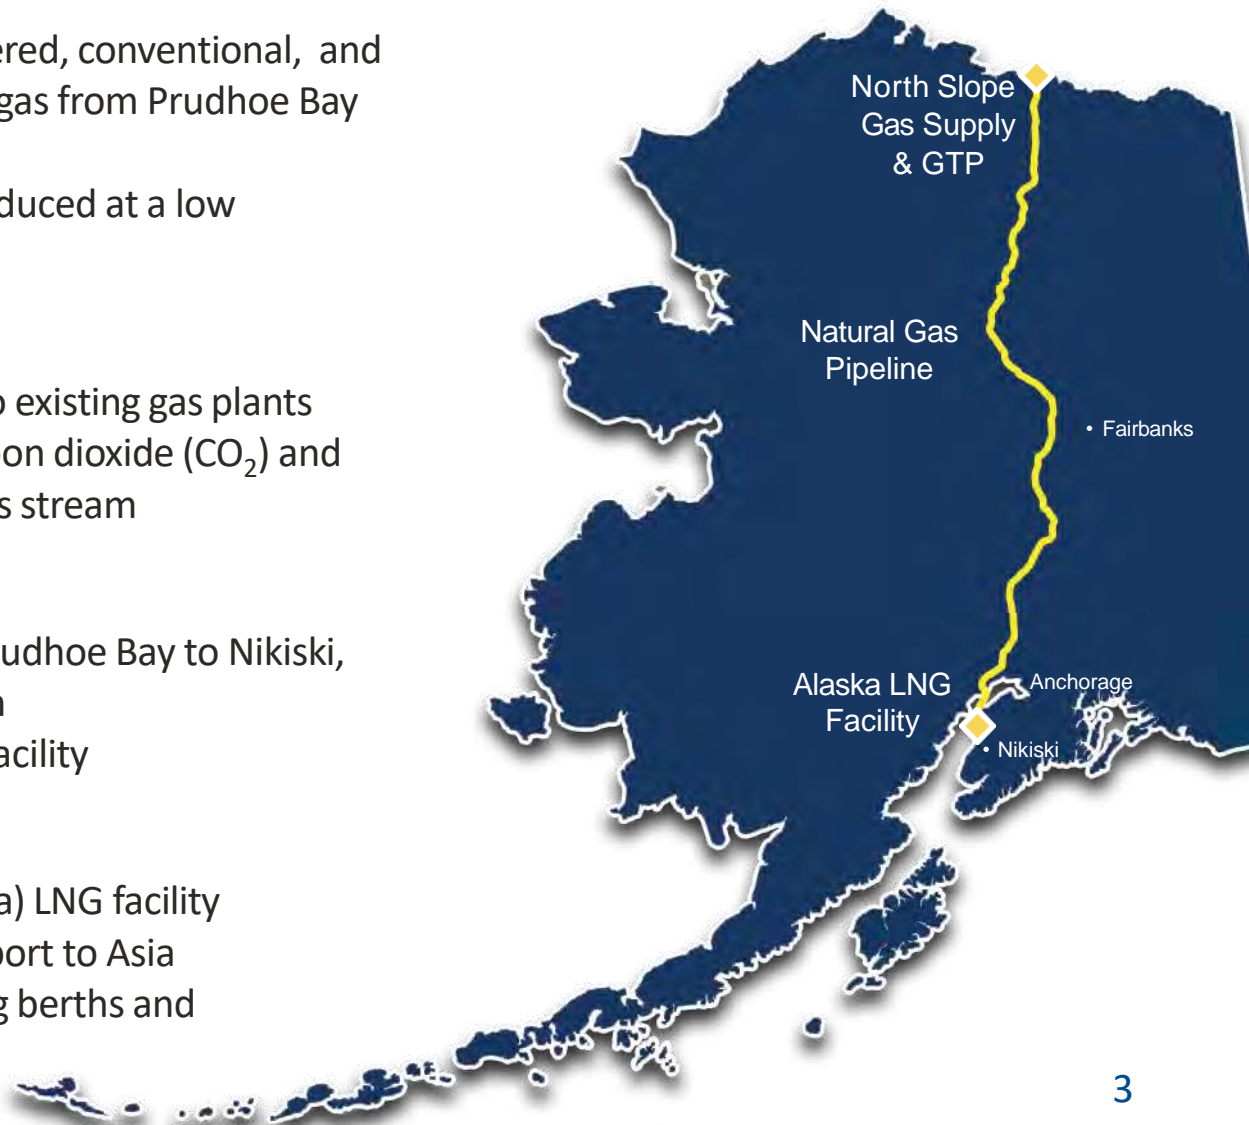 ered, conventional, and
gas from Prudhoe Bay
duced at a low
existing gas plants
on dioxide (CO₂) and
s stream
udhoe Bay to Nikiski,
acility
a) LNG facility
port to Asia
g berths and
North Slope
Gas Supply
& GTP
Natural Gas
Pipeline
• Fairbanks
Alaska LNG
Facility
Anchorage
• Nikiski
3